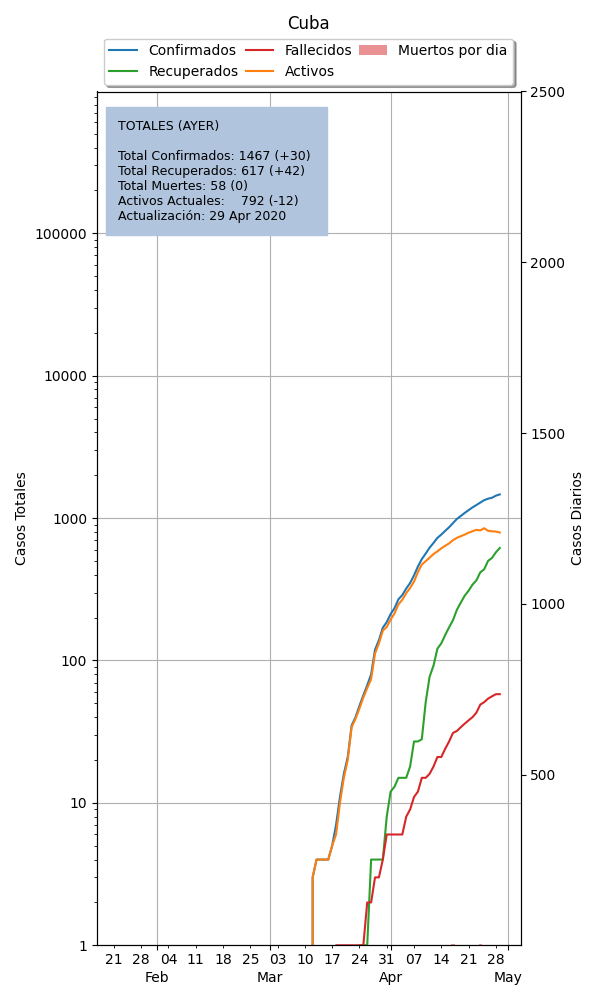 Cuba
Confirmados Fallecidos Muertos por dia
Recuperados Activos
TOTALES (AYER)
Total Confirmados: 1467 (+30)
Total Recuperados: 617 (+42)
Total Muertes: 58 (0)
Activos Actuales: 792 (-12)
Actualización: 29 Apr 2020
Casos Totales
100000
10000
1000
100
10
1
2500
2000
1500
1000
500
Casos Diarios
21 28 04 11 18 25 03 10 17 24 31 07 14 21 28
Feb Mar Apr May